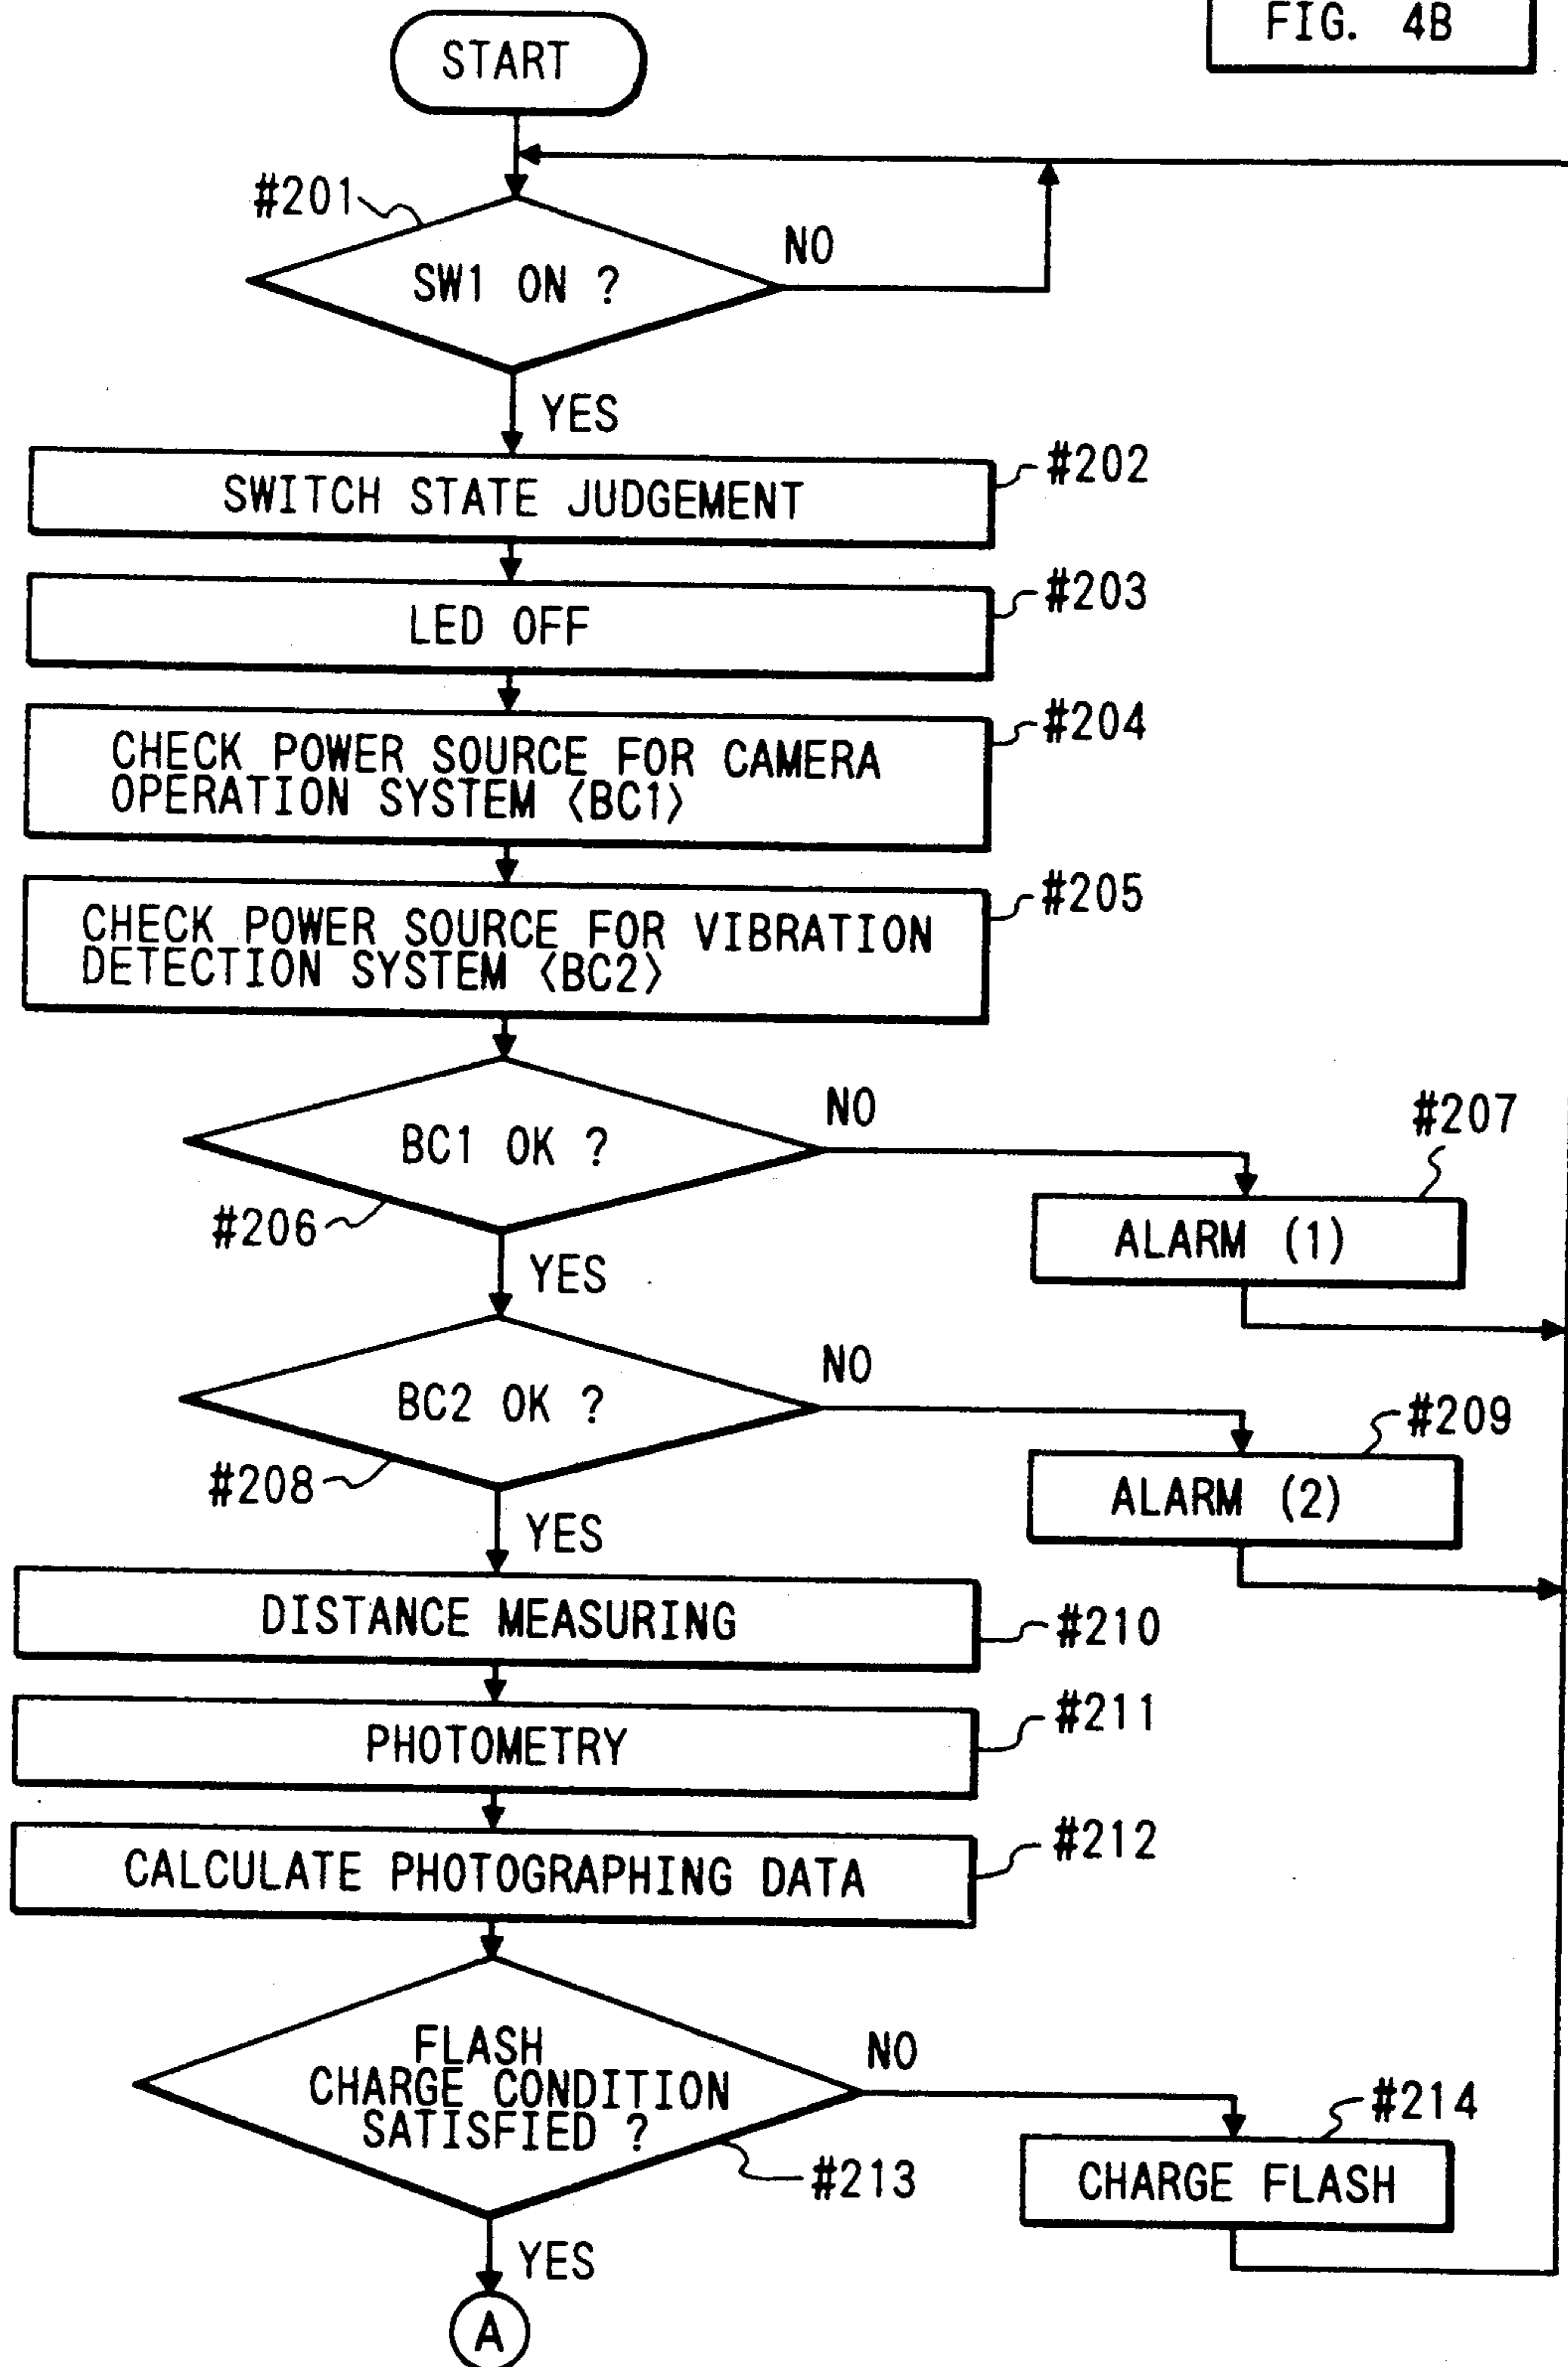 FIG. 4B
START
#201
SW1 ON ?
NO
YES
SWITCH STATE JUDGEMENT
#202
LED OFF
#203
CHECK POWER SOURCE FOR CAMERA
OPERATION SYSTEM <BC1>
#204
CHECK POWER SOURCE FOR VIBRATION
DETECTION SYSTEM <BC2>
#205
BC1 OK ?
NO
#206
YES
#207
ALARM (1)
BC2 OK ?
NO
#208
YES
#209
ALARM (2)
DISTANCE MEASURING
#210
PHOTOMETRY
#211
CALCULATE PHOTOGRAPHING DATA
#212
FLASH
CHARGE CONDITION
SATISFIED ?
NO
#213
#214
CHARGE FLASH
YES
A